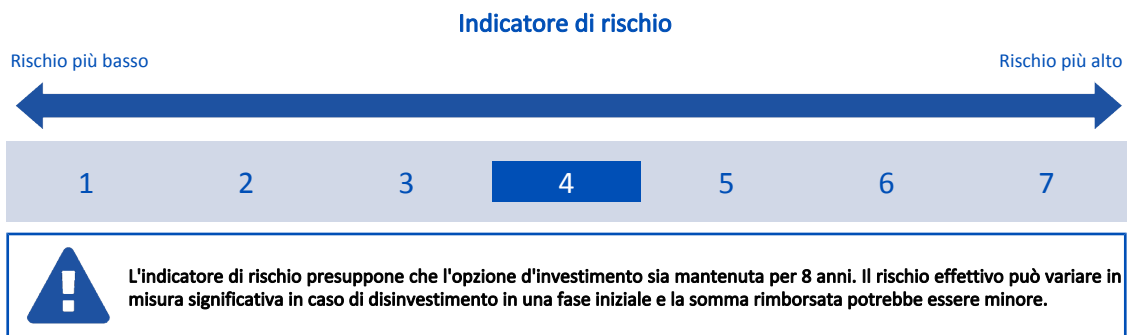 Indicatore di rischio
Rischio più basso
Rischio più alto
1 2 3 4 5 6 7
L'indicatore di rischio presuppone che l'opzione d'investimento sia mantenuta per 8 anni. Il rischio effettivo può variare in
misura significativa in caso di disinvestimento in una fase iniziale e la somma rimborsata potrebbe essere minore.